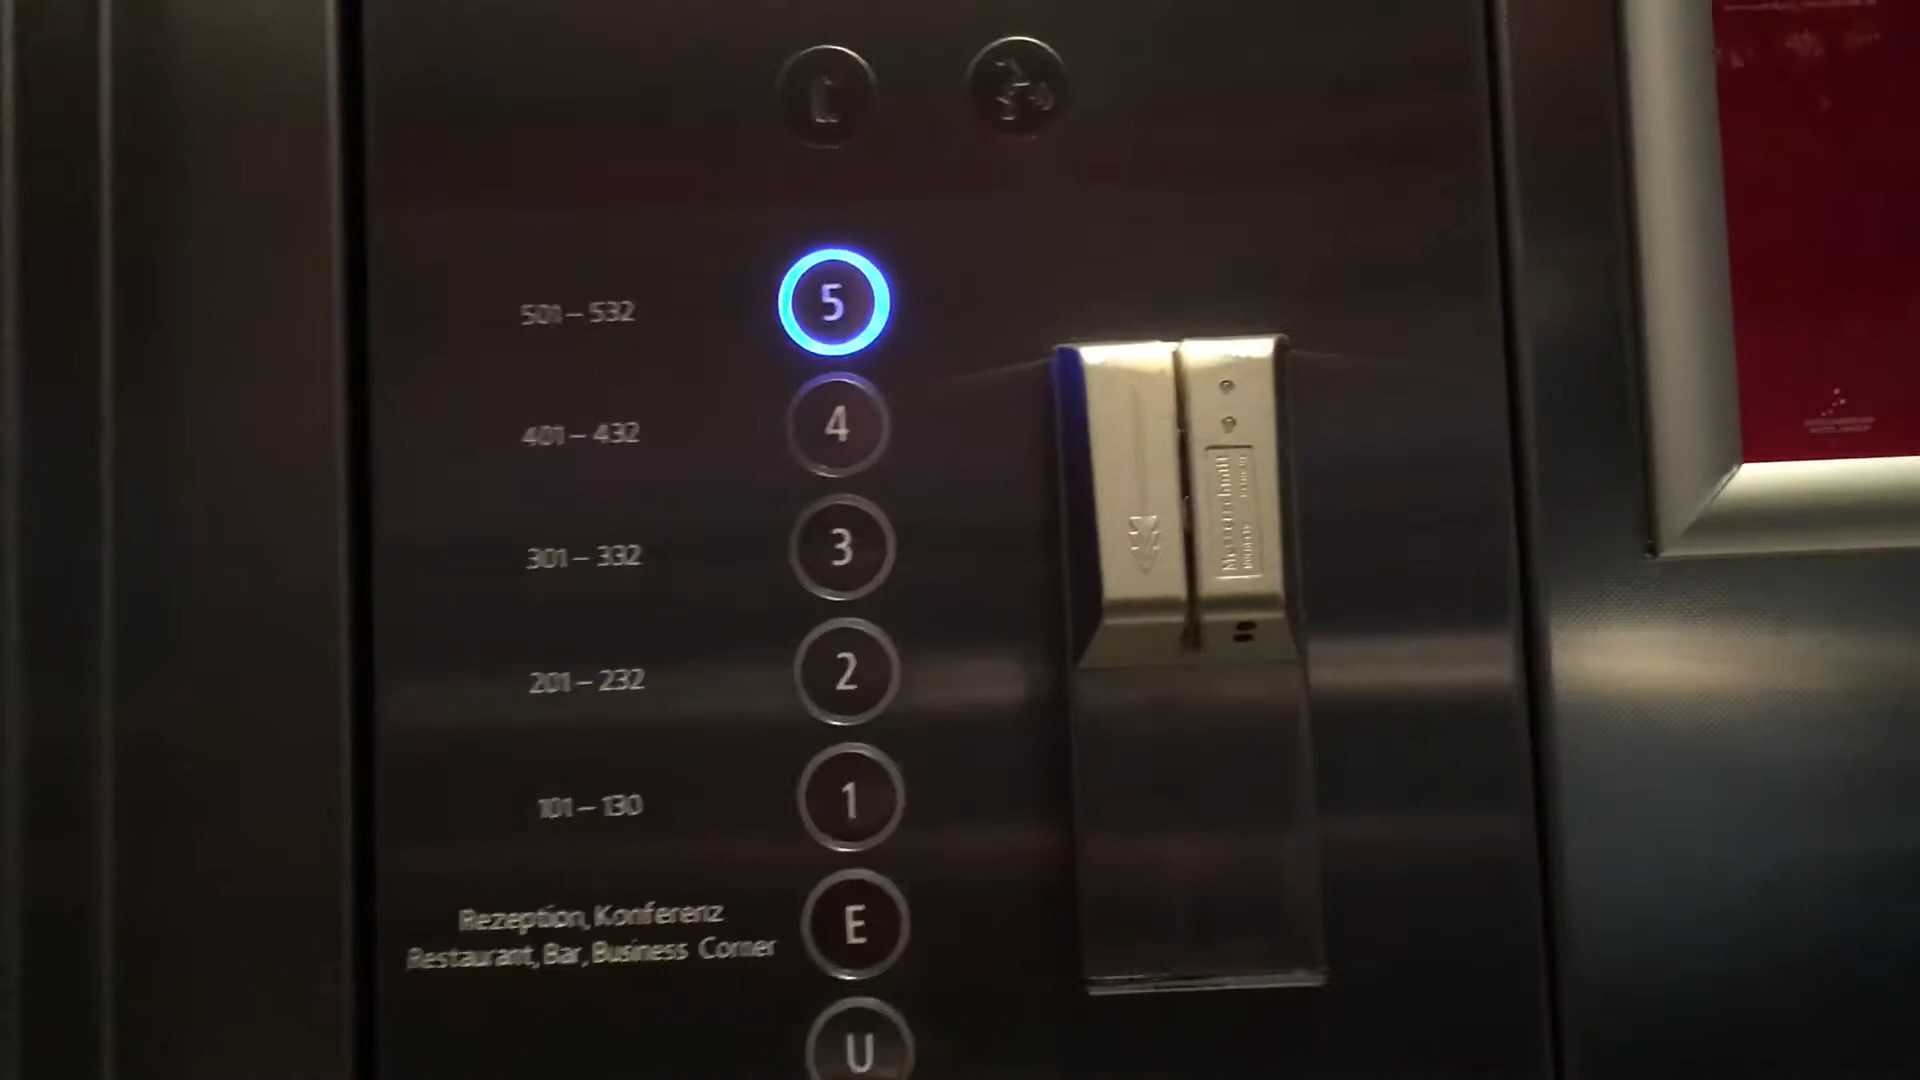 501 – 532 5
401 – 432 4
301 – 332 3
201 – 232 2
101 – 130 1
Rezeption, Konferenz
Restaurant, Bar, Business Corner
E
U
Messerschmitt